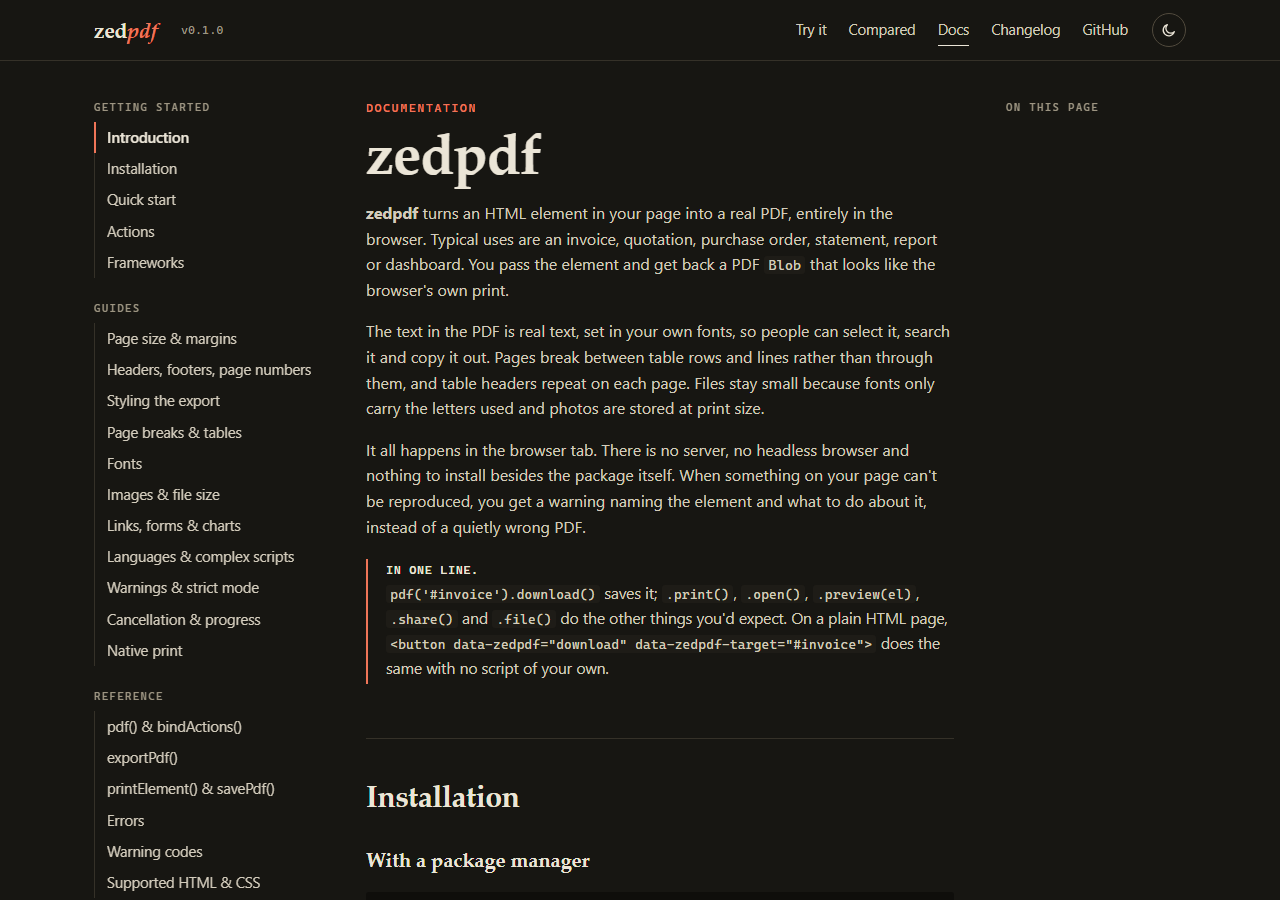 zedpdf v0.1.0
Try it Compared Docs Changelog GitHub
GETTING STARTED
Introduction
Installation
Quick start
Actions
Frameworks
GUIDES
Page size & margins
Headers, footers, page numbers
Styling the export
Page breaks & tables
Fonts
Images & file size
Links, forms & charts
Languages & complex scripts
Warnings & strict mode
Cancellation & progress
Native print
REFERENCE
pdf() & bindActions()
exportPdf()
printElement() & savePdf()
Errors
Warning codes
Supported HTML & CSS
DOCUMENTATION
zedpdf
zedpdf turns an HTML element in your page into a real PDF, entirely in the
browser. Typical uses are an invoice, quotation, purchase order, statement, report
or dashboard. You pass the element and get back a PDF Blob that looks like the
browser's own print.
The text in the PDF is real text, set in your own fonts, so people can select it, search
it and copy it out. Pages break between table rows and lines rather than through
them, and table headers repeat on each page. Files stay small because fonts only
carry the letters used and photos are stored at print size.
It all happens in the browser tab. There is no server, no headless browser and
nothing to install besides the package itself. When something on your page can't
be reproduced, you get a warning naming the element and what to do about it,
instead of a quietly wrong PDF.
IN ONE LINE.
pdf('#invoice').download() saves it; .print(), .open(), .preview(el),
.share() and .file() do the other things you'd expect. On a plain HTML page,
<button data-zedpdf="download" data-zedpdf-target="#invoice"> does the
same with no script of your own.
Installation
With a package manager
ON THIS PAGE